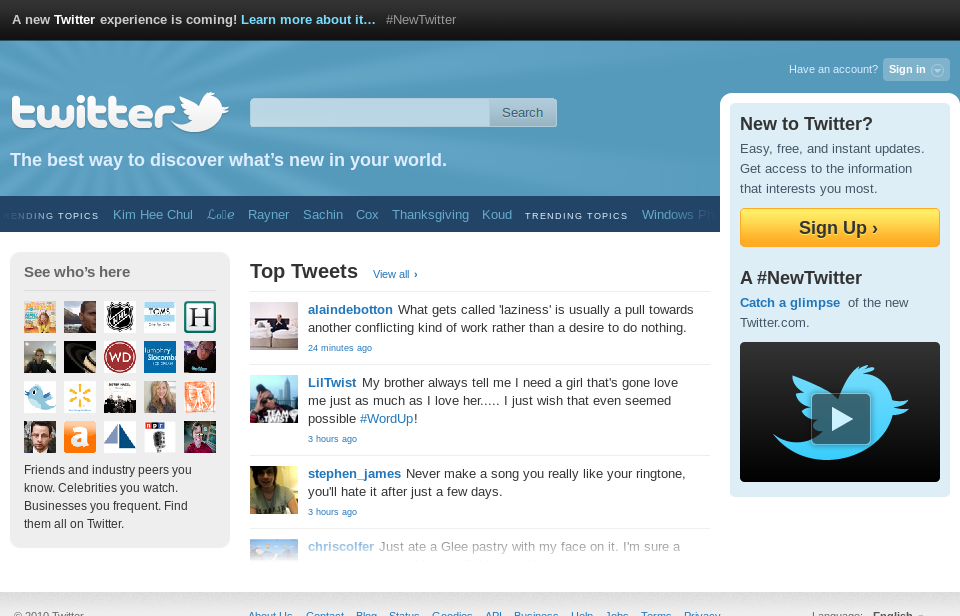 A new Twitter experience is coming! Learn more about it… #NewTwitter
Have an account? Sign in
twitter
Search
The best way to discover what's new in your world.
ENDING TOPICS Kim Hee Chul Rayner Sachin Cox Thanksgiving Koud TRENDING TOPICS Windows
New to Twitter?
Easy, free, and instant updates.
Get access to the information
that interests you most.
Sign Up ›
A #NewTwitter
Catch a glimpse of the new
Twitter.com.
See who's here
TOMS
H
WD
Humphry
Slocombe
a
npr
Friends and industry peers you
know. Celebrities you watch.
Businesses you frequent. Find
them all on Twitter.
Top Tweets View all ›
alaindebotton What gets called 'laziness' is usually a pull towards
another conflicting kind of work rather than a desire to do nothing.
24 minutes ago
LilTwist My brother always tell me I need a girl that's gone love
me just as much as I love her..... I just wish that even seemed
possible #WordUp!
3 hours ago
stephen_james Never make a song you really like your ringtone,
you'll hate it after just a few days.
3 hours ago
chriscolfer Just ate a Glee pastry with my face on it. I'm sure a
© 2010 Twitter About Us Contact Blog Status Goodies API Business Help Jobs Terms Privacy Language: English